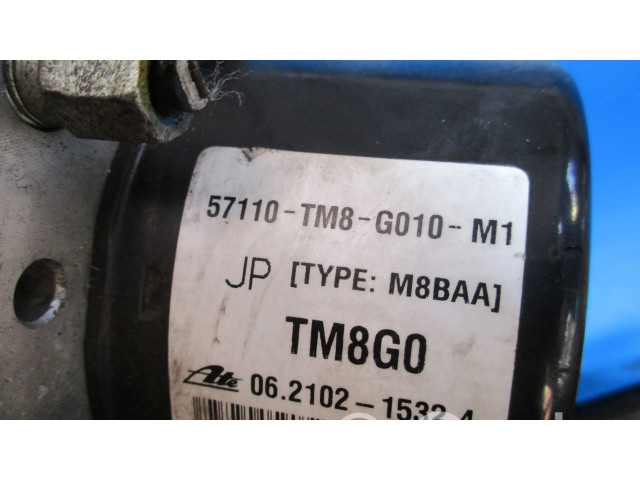 57110-TM8-G010-M1
JP [TYPE: M8BAA]
TM8G0
Ate 06.2102-1532.4